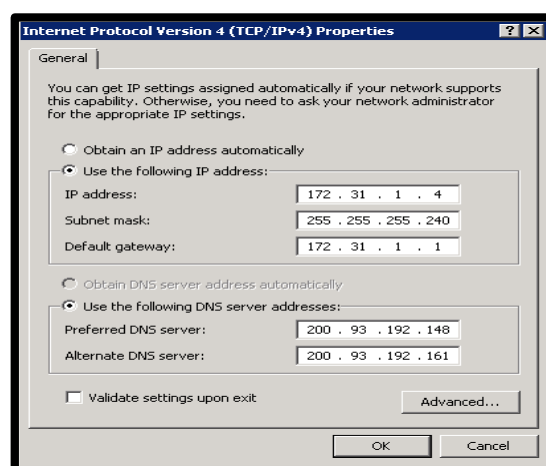 Internet Protocol Version 4 (TCP/IPv4) Properties
General
You can get IP settings assigned automatically if your network supports
this capability. Otherwise, you need to ask your network administrator
for the appropriate IP settings.
Obtain an IP address automatically
Use the following IP address:
IP address: 172 . 31 . 1 . 4
Subnet mask: 255 . 255 . 255 . 240
Default gateway: 172 . 31 . 1 . 1
Obtain DNS server address automatically
Use the following DNS server addresses:
Preferred DNS server: 200 . 93 . 192 . 148
Alternate DNS server: 200 . 93 . 192 . 161
Validate settings upon exit
Advanced...
OK Cancel